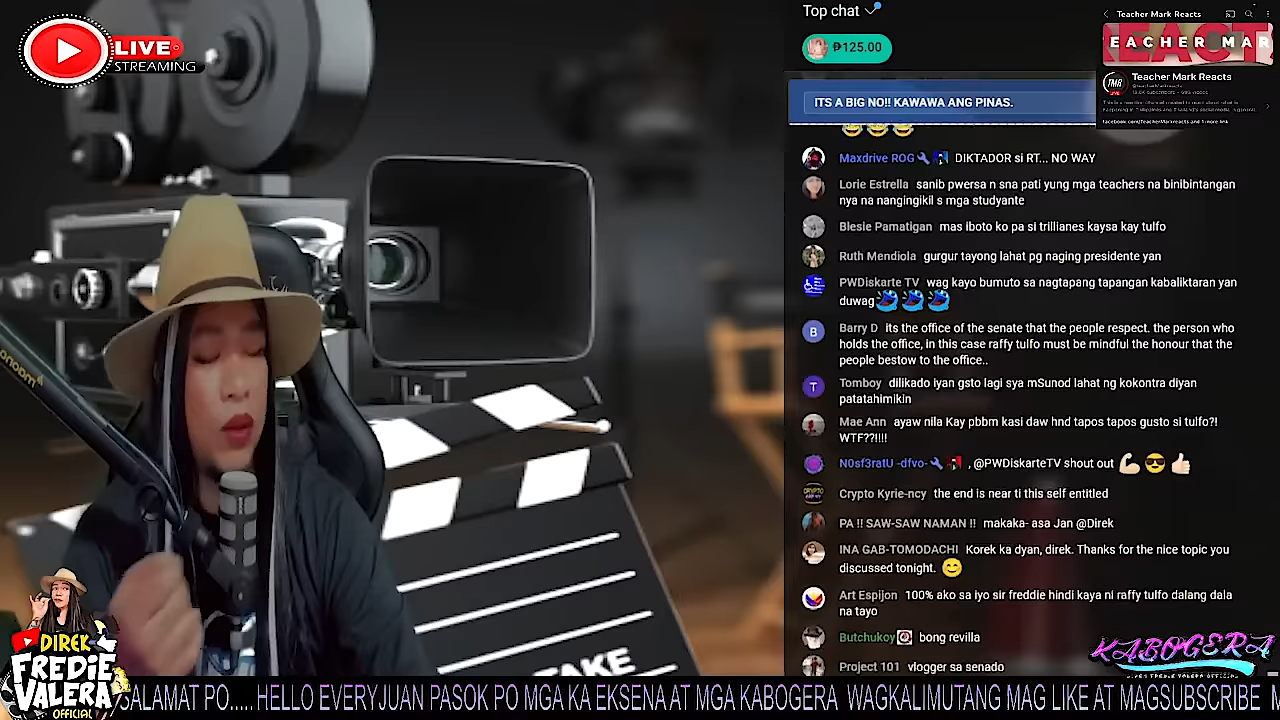 LIVE
STREAMING
Top chat
₱125.00
ITS A BIG NO!! KAWAWA ANG PINAS.
Teacher Mark Reacts
EACHER MAR
Teacher Mark Reacts
Maxdrive ROG DIKTADOR si RT... NO WAY
Lorie Estrella sanib pwersa n sna pati yung mga teachers na binibintangan
nya na nangingikil s mga studyante
Blesie Pamatigan mas iboto ko pa si trillianes kaysa kay tulfo
Ruth Mendiola gurgur tayong lahat pg naging presidente yan
PWDiskarte TV wag kayo bumuto sa nagtapang tapangan kabaliktaran yan
duwag
B
Barry D its the office of the senate that the people respect. the person who
holds the office, in this case raffy tulfo must be mindful the honour that the
people bestow to the office..
T
Tomboy dilikado iyan gsto lagi sya mSunod lahat ng kokontra diyan
patatahimikin
Mae Ann ayaw nila Kay pbbm kasi daw hnd tapos tapos gusto si tulfo?!
WTF??!!!!
N0sf3ratU -dfvo- , @PWDiskarteTV shout out 💪😎👍
Crypto Kyrie-ncy the end is near ti this self entitled
PA !! SAW-SAW NAMAN !! makaka- asa Jan @Direk
INA GAB-TOMODACHI Korek ka dyan, direk. Thanks for the nice topic you
discussed tonight. 😊
Art Espijon 100% ako sa iyo sir freddie hindi kaya ni raffy tulfo dalang dala
na tayo
Butchukoy bong revilla
Project 101 vlogger sa senado
maono
TAKE
DIREK
FREDIE
VALERA
OFFICIAL
KABOGERA
ALAMAT PO.....HELLO EVERYJUAN PASOK PO MGA KA EKSENA AT MGA KABOGERA WAGKALIMUTANG MAG LIKE AT MAGSUBSCRIBE